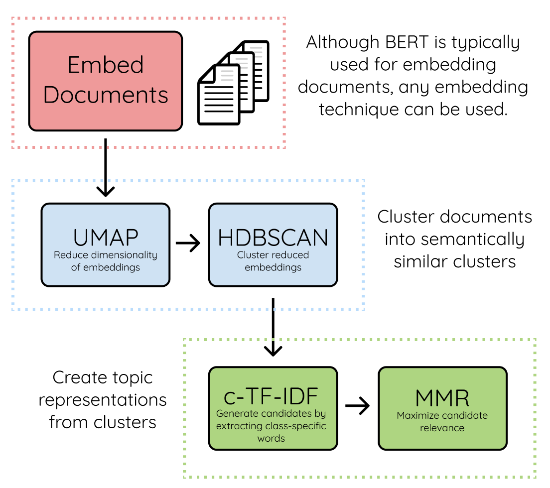 Embed
Documents
Although BERT is typically
used for embedding
documents, any embedding
technique can be used.
UMAP
Reduce dimensionality
of embeddings
HDBSCAN
Cluster reduced
embeddings
Cluster documents
into semantically
similar clusters
Create topic
representations
from clusters
c-TF-IDF
Generate candidates by
extracting class-specific
words
MMR
Maximize candidate
relevance